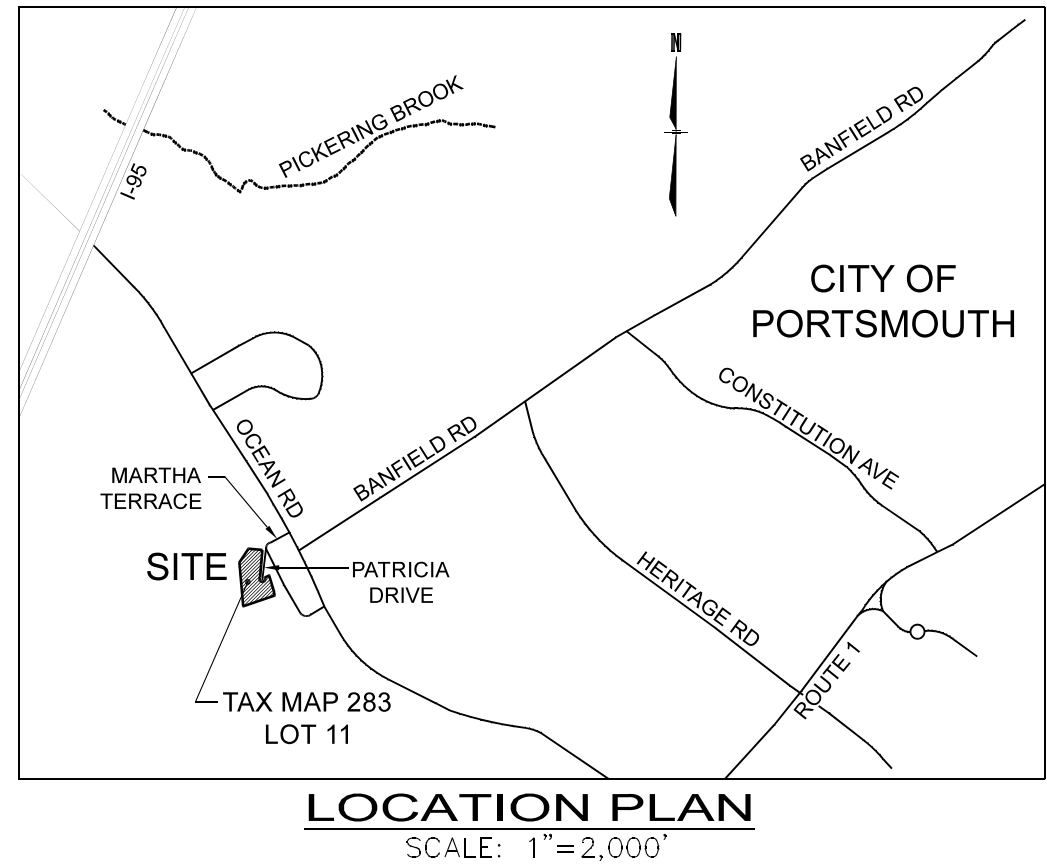 N
PICKERING BROOK
BANFIELD RD
I-95
CITY OF
PORTSMOUTH
CONSTITUTION AVE
OCEAN RD
BANFIELD RD
MARTHA
TERRACE
SITE
PATRICIA
DRIVE
HERITAGE RD
ROUTE 1
TAX MAP 283
LOT 11
LOCATION PLAN
SCALE: 1"=2,000'